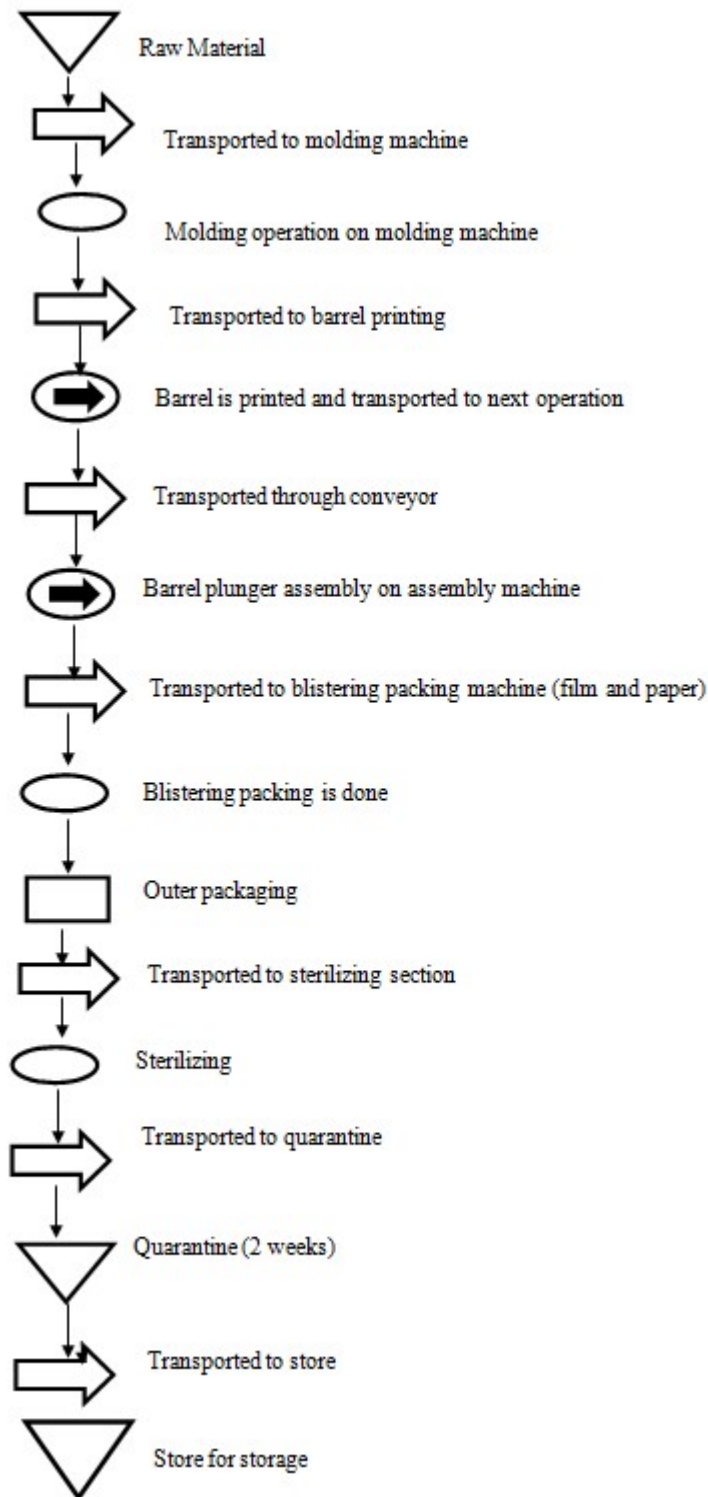 Raw Material
Transported to molding machine
Molding operation on molding machine
Transported to barrel printing
Barrel is printed and transported to next operation
Transported through conveyor
Barrel plunger assembly on assembly machine
Transported to blistering packing machine (film and paper)
Blistering packing is done
Outer packaging
Transported to sterilizing section
Sterilizing
Transported to quarantine
Quarantine (2 weeks)
Transported to store
Store for storage